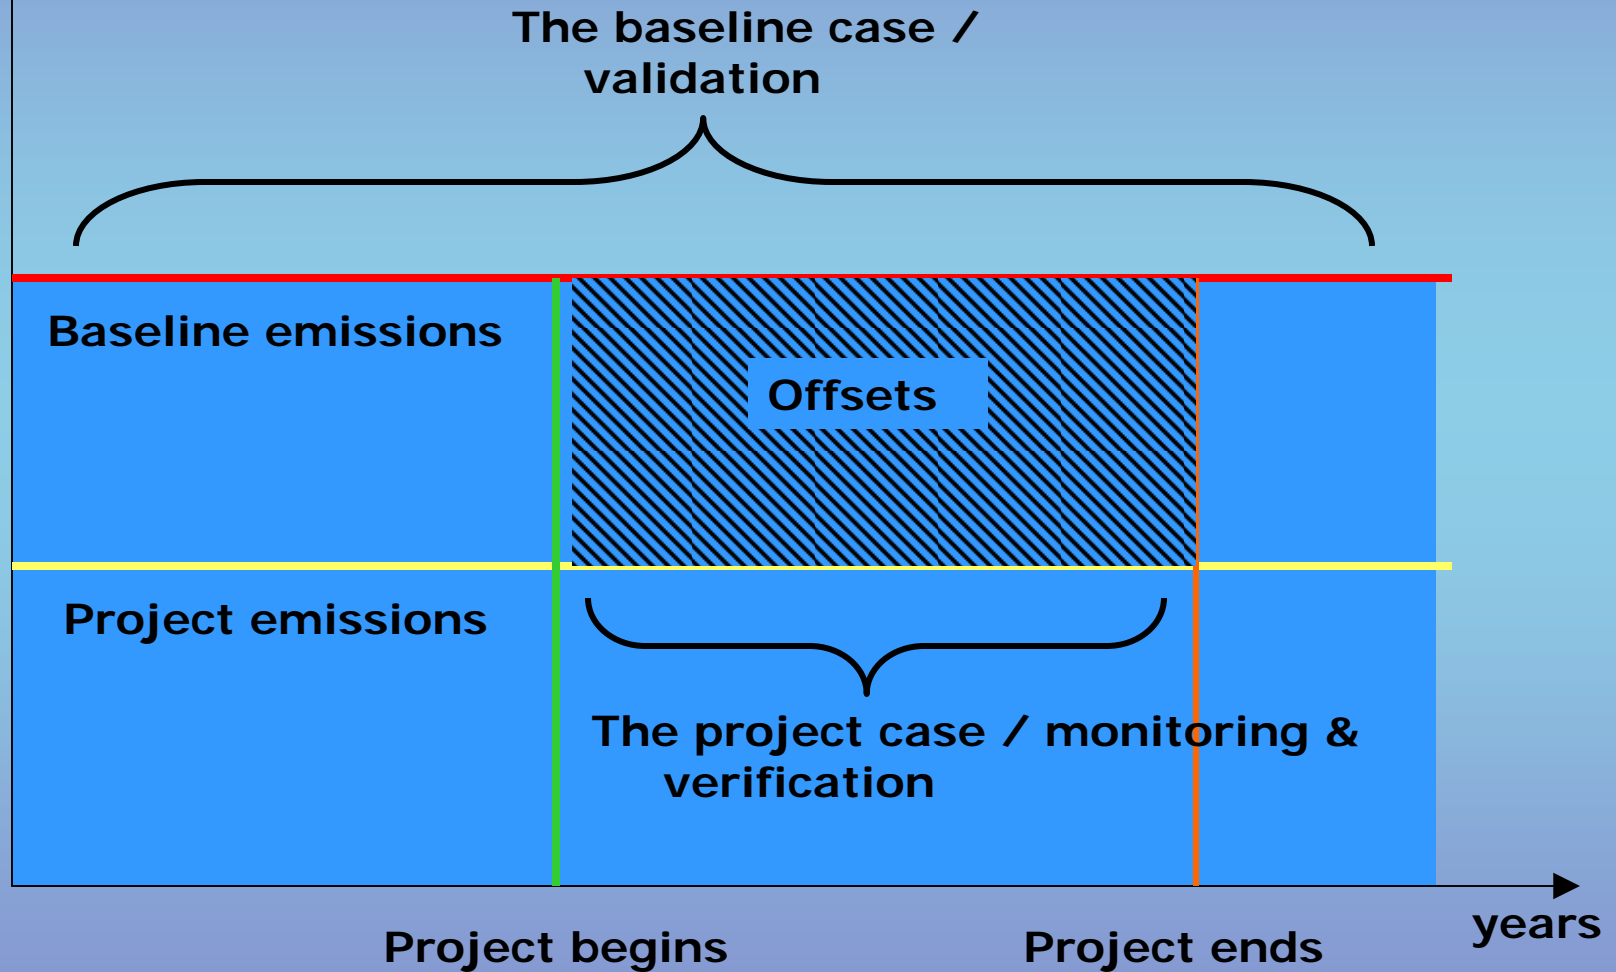 The baseline case /
validation
Baseline emissions
Offsets
Project emissions
The project case / monitoring &
verification
years
Project begins
Project ends